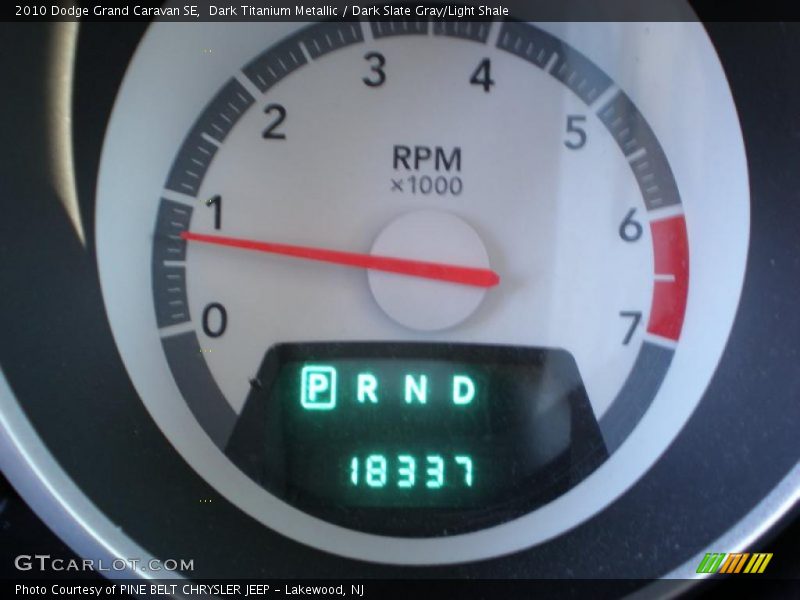 2010 Dodge Grand Caravan SE,  Dark Titanium Metallic / Dark Slate Gray/Light Shale
0 1 2 3 4 5 6 7
RPM
×1000
P R N D
18337
GTCARLOT.COM
Photo Courtesy of PINE BELT CHRYSLER JEEP - Lakewood, NJ